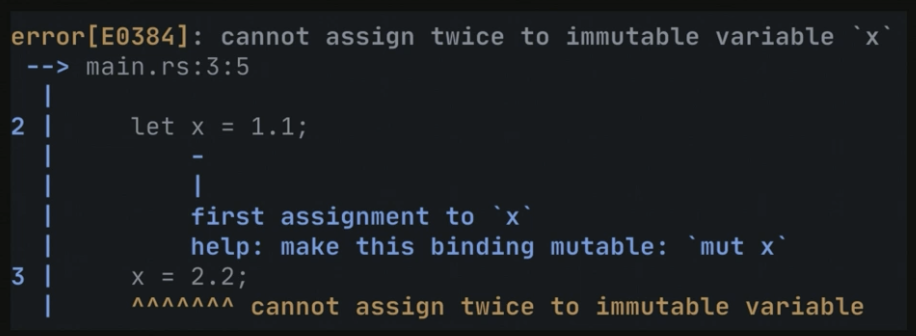 error[E0384]: cannot assign twice to immutable variable `x`
 --> main.rs:3:5
  |
2 |     let x = 1.1;
  |         -
  |         |
  |         first assignment to `x`
  |         help: make this binding mutable: `mut x`
3 |     x = 2.2;
  |     ^^^^^^^ cannot assign twice to immutable variable